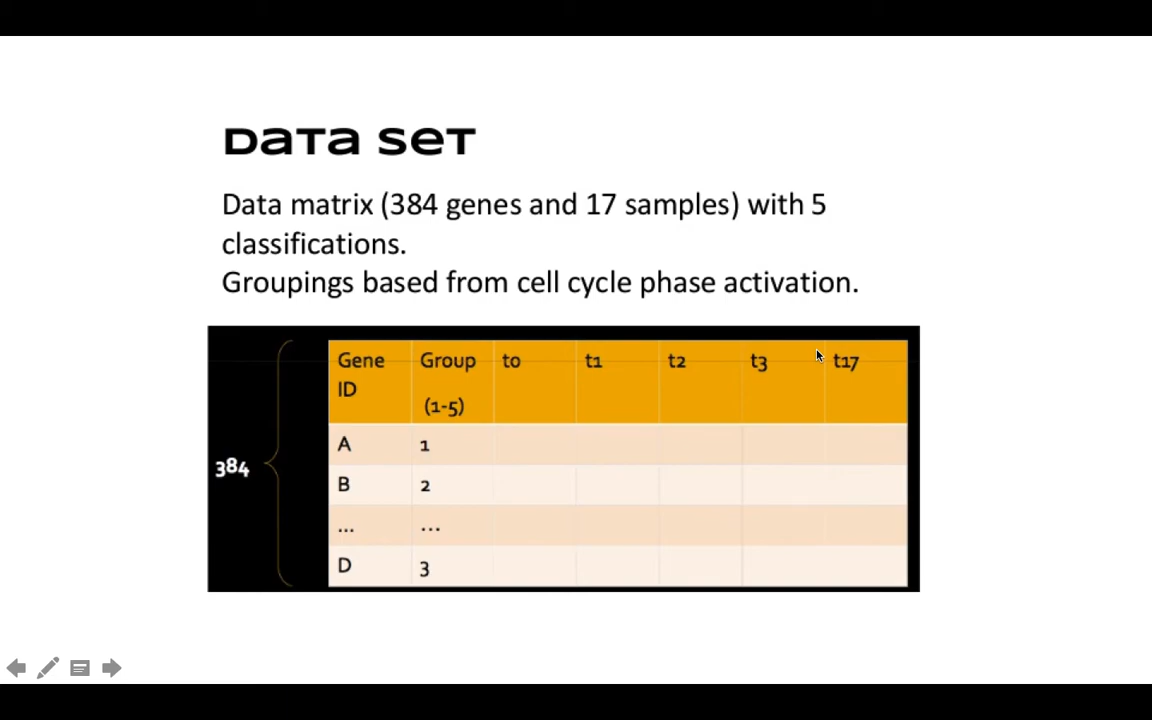 Data Set
Data matrix (384 genes and 17 samples) with 5
classifications.
Groupings based from cell cycle phase activation.
Gene ID Group (1-5) t0 t1 t2 t3 t17
384
A 1
B 2
... ...
D 3